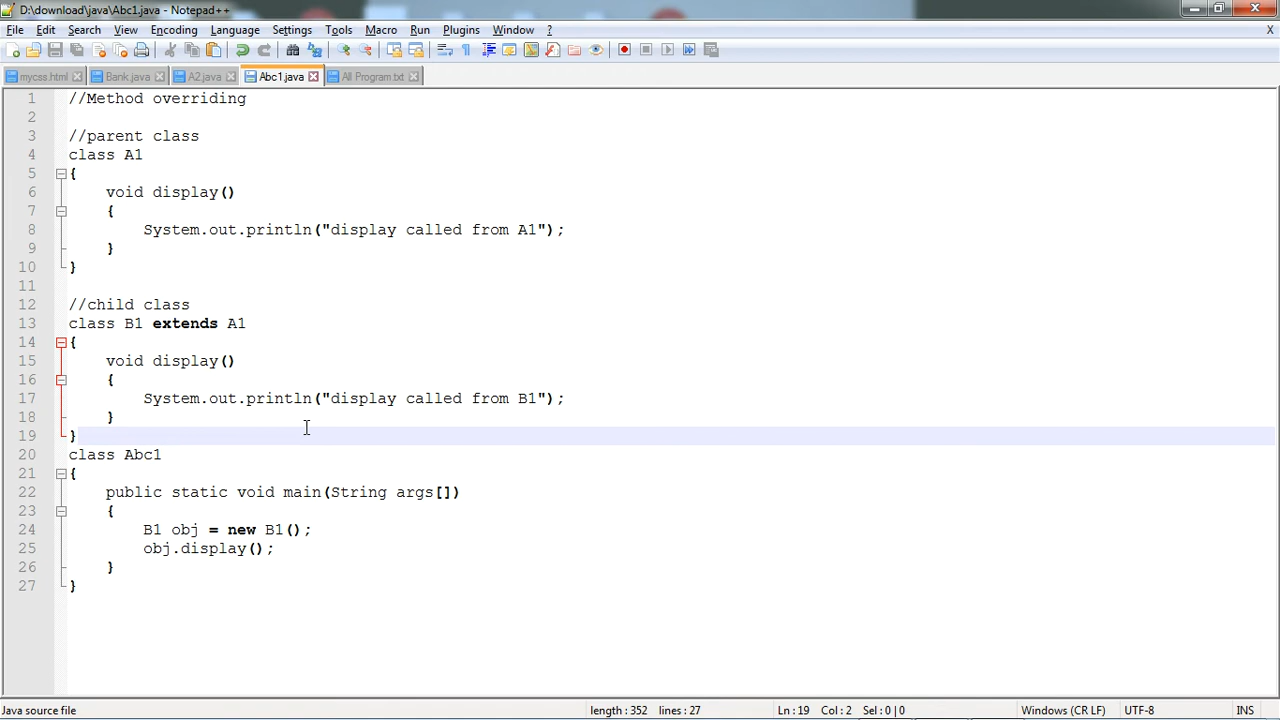 D:\download\java\Abc1.java - Notepad++
File Edit Search View Encoding Language Settings Tools Macro Run Plugins Window ? X
mycss.html Bank.java A2.java Abc1.java All Program.txt
1 //Method overriding
2
3 //parent class
4 class A1
5 {
6 void display()
7 {
8 System.out.println("display called from A1");
9 }
10 }
11
12 //child class
13 class B1 extends A1
14 {
15 void display()
16 {
17 System.out.println("display called from B1");
18 }
19 }
20 class Abc1
21 {
22 public static void main(String args[])
23 {
24 B1 obj = new B1();
25 obj.display();
26 }
27 }
Java source file length : 352 lines : 27 Ln : 19 Col : 2 Sel : 0 | 0 Windows (CR LF) UTF-8 INS